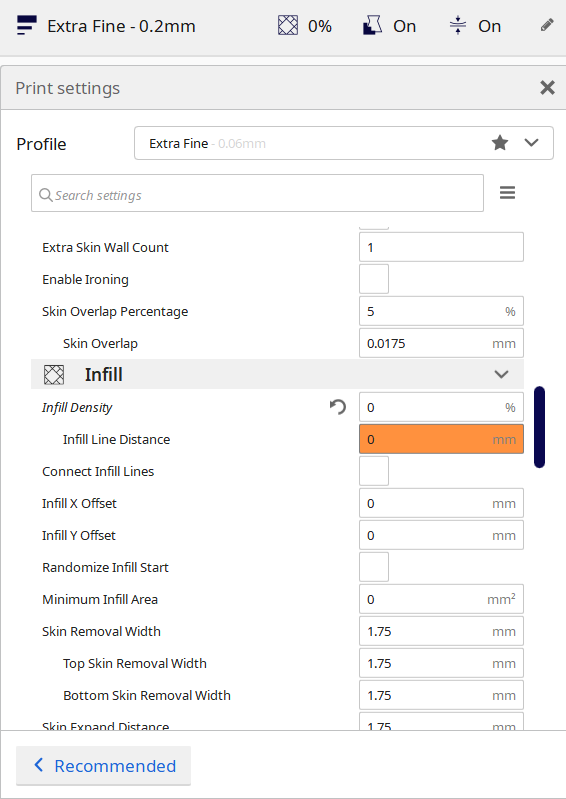 Extra Fine - 0.2mm 0% On On
Print settings
Profile Extra Fine - 0.06mm
Search settings
Extra Skin Wall Count 1
Enable Ironing
Skin Overlap Percentage 5 %
Skin Overlap 0.0175 mm
Infill
Infill Density 0 %
Infill Line Distance 0 mm
Connect Infill Lines
Infill X Offset 0 mm
Infill Y Offset 0 mm
Randomize Infill Start
Minimum Infill Area 0 mm²
Skin Removal Width 1.75 mm
Top Skin Removal Width 1.75 mm
Bottom Skin Removal Width 1.75 mm
Skin Expand Distance 1.75 mm
Recommended